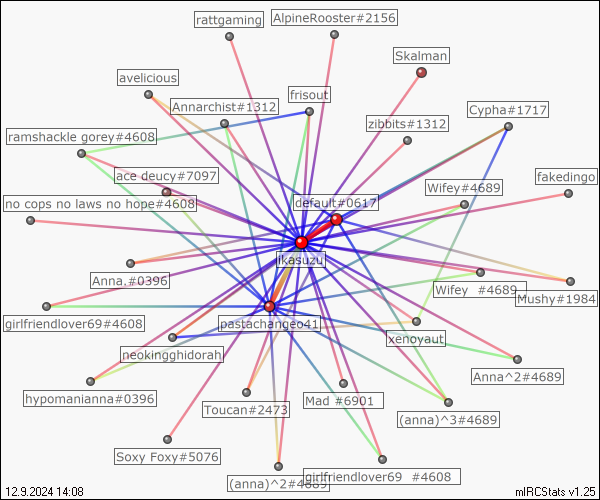 AlpineRooster#2156
rattgaming
Skalman
avelicious
frisout
Annarchist#1312
Cypha#1717
zibbits#1312
ramshackle gorey#4608
ace deucy#7097
fakedingo
Wifey#4689
no cops no laws no hope#4608
default#0617
ikasuzu
Anna.#0396
Wifey #4689
Mushy#1984
girlfriendlover69#4608
pastachangeo41
xenoyaut
neokingghidorah
Anna^2#4689
hypomanianna#0396
Mad #6901
Toucan#2473
(anna)^3#4689
Soxy Foxy#5076
girlfriendlover69 #4608
(anna)^2#4689
12.9.2024 14:08
mIRCStats v1.25